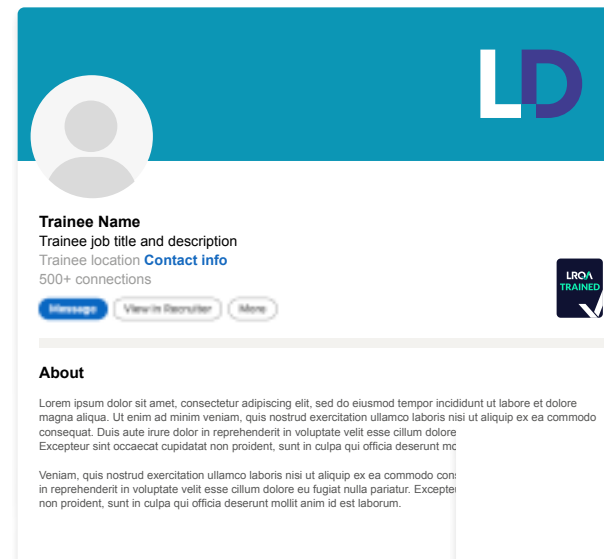 LD
Trainee Name
Trainee job title and description
Trainee location Contact info
500+ connections
LRQA
TRAINED
Message View in Recruiter More
About
Lorem ipsum dolor sit amet, consectetur adipiscing elit, sed do eiusmod tempor incididunt ut labore et dolore
magna aliqua. Ut enim ad minim veniam, quis nostrud exercitation ullamco laboris nisi ut aliquip ex ea commodo
consequat. Duis aute irure dolor in reprehenderit in voluptate velit esse cillum dolore
Excepteur sint occaecat cupidatat non proident, sunt in culpa qui officia deserunt
Veniam, quis nostrud exercitation ullamco laboris nisi ut aliquip ex ea commodo
in reprehenderit in voluptate velit esse cillum dolore eu fugiat nulla pariatur.
non proident, sunt in culpa qui officia deserunt mollit anim id est laborum.